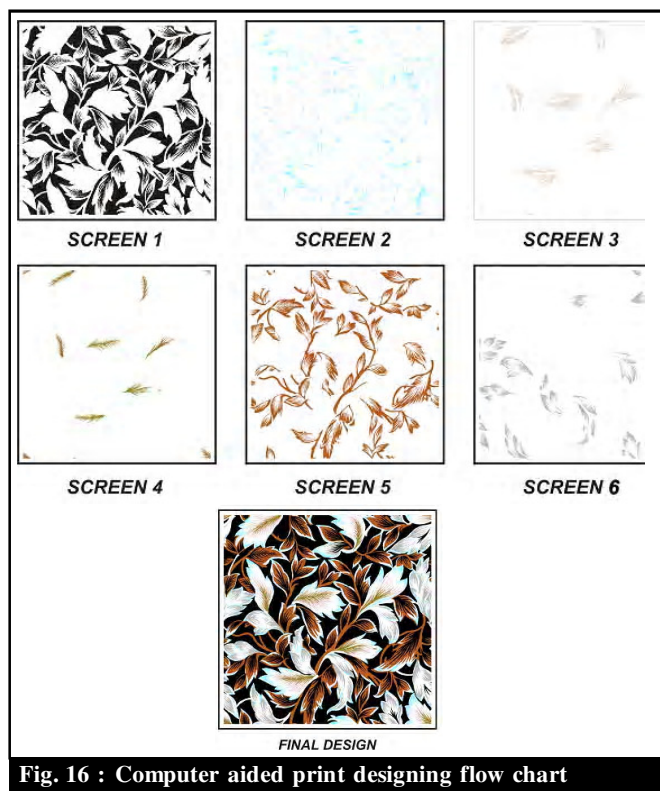 SCREEN 1
SCREEN 2
SCREEN 3
SCREEN 4
SCREEN 5
SCREEN 6
FINAL DESIGN
Fig. 16 : Computer aided print designing flow chart